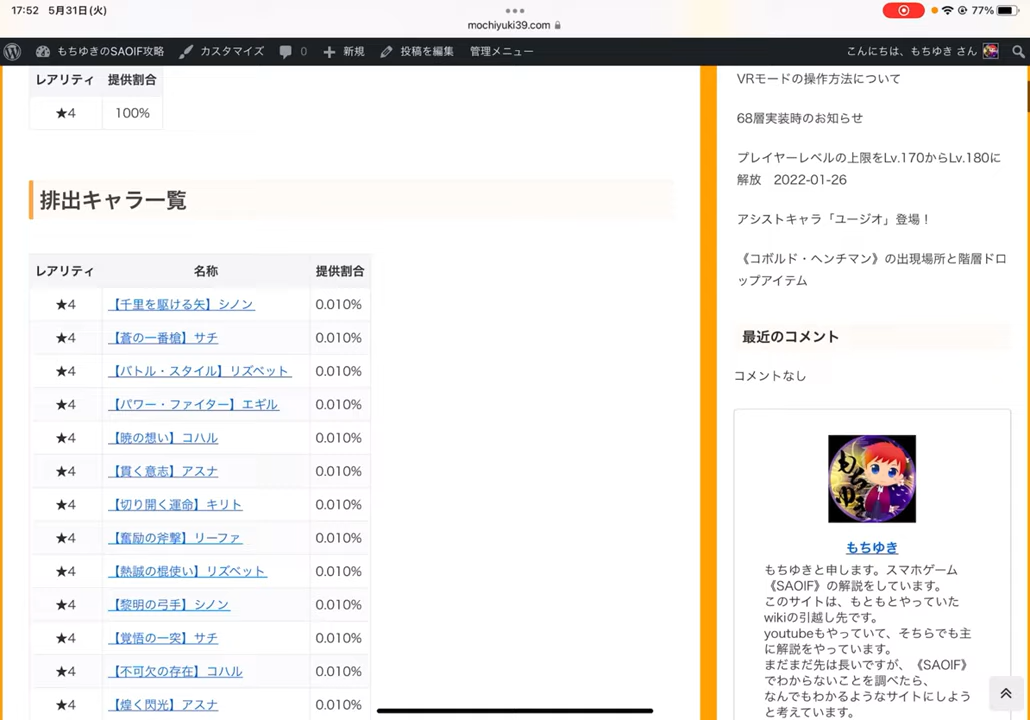 17:52 5月31日(火)
mochiyuki39.com
77%
もちゆきのSAOIF攻略 カスタマイズ 0 新規 投稿を編集 管理メニュー こんにちは、もちゆき さん
レアリティ 提供割合
★4 100%
排出キャラ一覧
レアリティ 名称 提供割合
★4 【千里を駆ける矢】シノン 0.010%
★4 【蒼の一番槍】サチ 0.010%
★4 【バトル・スタイル】リズベット 0.010%
★4 【パワー・ファイター】エギル 0.010%
★4 【暁の想い】コハル 0.010%
★4 【貫く意志】アスナ 0.010%
★4 【切り開く運命】キリト 0.010%
★4 【奮励の斧撃】リーファ 0.010%
★4 【熱誠の棍使い】リズベット 0.010%
★4 【黎明の弓手】シノン 0.010%
★4 【覚悟の一突】サチ 0.010%
★4 【不可欠の存在】コハル 0.010%
★4 【煌く閃光】アスナ 0.010%
VRモードの操作方法について
68層実装時のお知らせ
プレイヤーレベルの上限をLv.170からLv.180に
解放 2022-01-26
アシストキャラ「ユージオ」登場！
《コボルド・ヘンチマン》の出現場所と階層ドロ
ップアイテム
最近のコメント
コメントなし
もちゆき
もちゆき
もちゆきと申します。スマホゲーム
《SAOIF》の解説をしています。
このサイトは、もともとやっていた
wikiの引越し先です。
youtubeもやっていて、そちらでも主
に解説をやっています。
まだまだ先は長いですが、《SAOIF》
でわからないことを調べたら、
なんでもわかるようなサイトにしよう
と考えています。